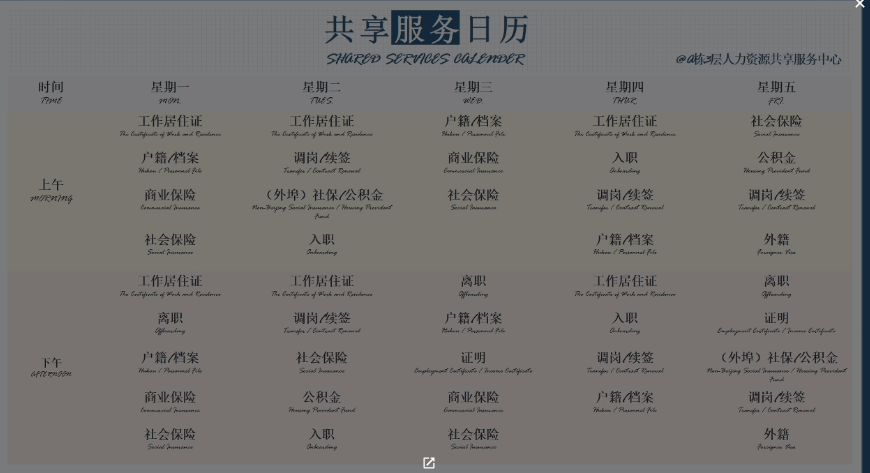 共享服务日历
SHARED SERVICES CALENDER
@a栋3层人力资源共享服务中心
时间 星期一 星期二 星期三 星期四 星期五
TIME MON. TUES. WED. THUR. FRI.
上午
MORNING
工作居住证 工作居住证 户籍/档案 工作居住证 社会保险
The Certificate of Work and Residence The Certificate of Work and Residence Hukou / Personnel File The Certificate of Work and Residence Social Insurance
户籍/档案 调岗/续签 商业保险 入职 公积金
Hukou / Personnel File Transfer / Contract Renewal Commercial Insurance Onboarding Housing Provident Fund
商业保险 （外埠）社保/公积金 社会保险 调岗/续签 调岗/续签
Commercial Insurance Non-Beijing Social Insurance / Housing Provident Social Insurance Transfer / Contract Renewal Transfer / Contract Renewal
Fund
社会保险 入职 户籍/档案 外籍
Social Insurance Onboarding Hukou / Personnel File Foreigner Visa
下午
AFTERNOON
工作居住证 工作居住证 离职 工作居住证 离职
The Certificate of Work and Residence The Certificate of Work and Residence Offboarding The Certificate of Work and Residence Offboarding
离职 调岗/续签 户籍/档案 入职 证明
Offboarding Transfer / Contract Renewal Hukou / Personnel File Onboarding Employment Certificate / Income Certificate
户籍/档案 社会保险 证明 调岗/续签 （外埠）社保/公积金
Hukou / Personnel File Social Insurance Employment Certificate / Income Certificate Transfer / Contract Renewal Non-Beijing Social Insurance / Housing Provident
Fund
商业保险 公积金 商业保险 户籍/档案 调岗/续签
Commercial Insurance Housing Provident Fund Commercial Insurance Hukou / Personnel File Transfer / Contract Renewal
社会保险 入职 社会保险 外籍
Social Insurance Onboarding Social Insurance Foreigner Visa